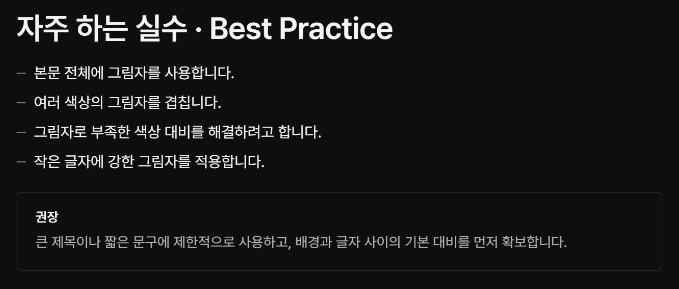 자주 하는 실수 · Best Practice
– 본문 전체에 그림자를 사용합니다.
– 여러 색상의 그림자를 겹칩니다.
– 그림자로 부족한 색상 대비를 해결하려고 합니다.
– 작은 글자에 강한 그림자를 적용합니다.
권장
큰 제목이나 짧은 문구에 제한적으로 사용하고, 배경과 글자 사이의 기본 대비를 먼저 확보합니다.